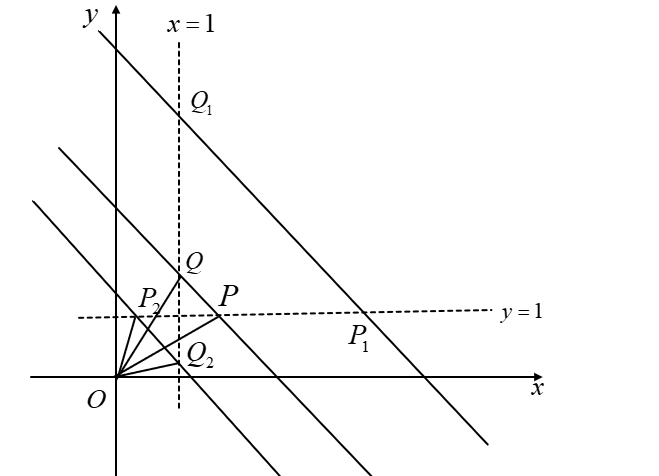 y
x = 1
Q₁
Q
P₂
P
y = 1
P₁
Q₂
O
x